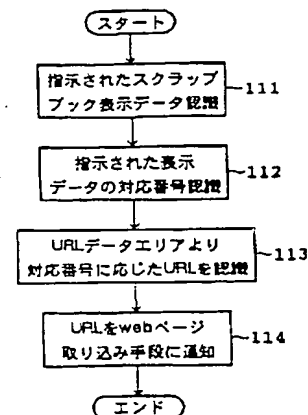 スタート
指示されたスクラップ
ブック表示データ認識
111
指示された表示
データの対応番号認識
112
URLデータエリアより
対応番号に応じたURLを認識
113
URLをwebページ
取り込み手段に通知
114
エンド